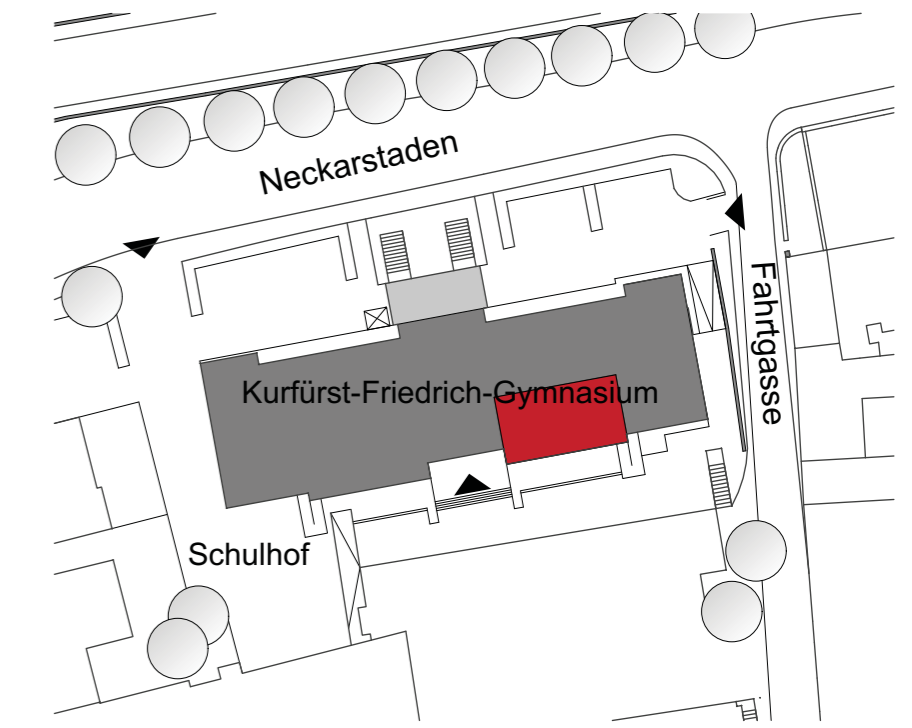 Neckarstaden
Fahrtgasse
Kurfürst-Friedrich-Gymnasium
Schulhof